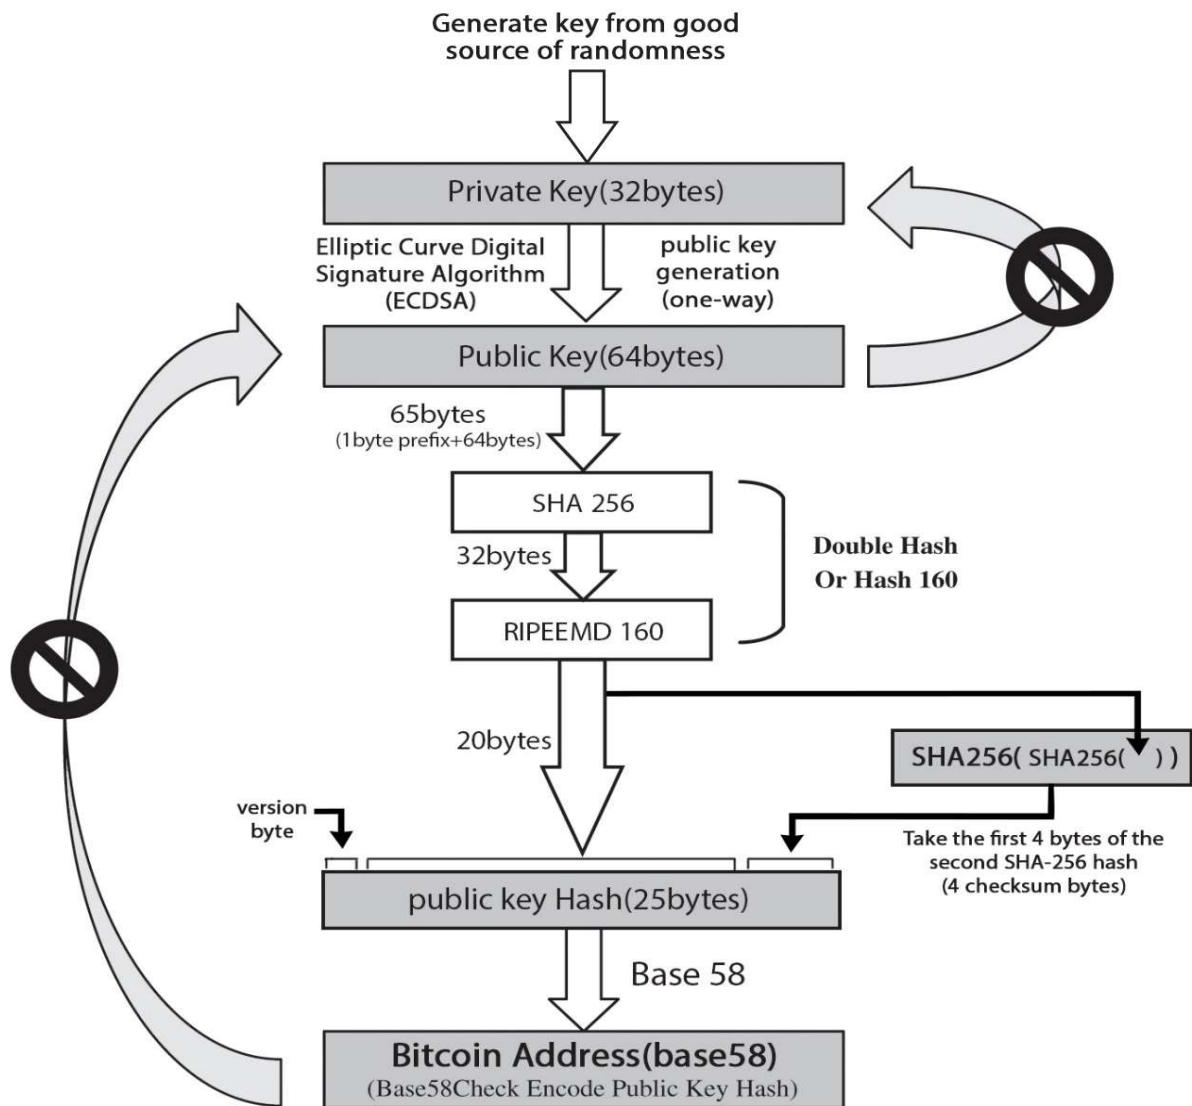 Generate key from good
source of randomness
Private Key(32bytes)
Elliptic Curve Digital
Signature Algorithm
(ECDSA)
public key
generation
(one-way)
Public Key(64bytes)
65bytes
(1byte prefix+64bytes)
SHA 256
32bytes
Double Hash
Or Hash 160
RIPEEMD 160
20bytes
SHA256( SHA256( ) )
version
byte
Take the first 4 bytes of the
second SHA-256 hash
(4 checksum bytes)
public key Hash(25bytes)
Base 58
Bitcoin Address(base58)
(Base58Check Encode Public Key Hash)